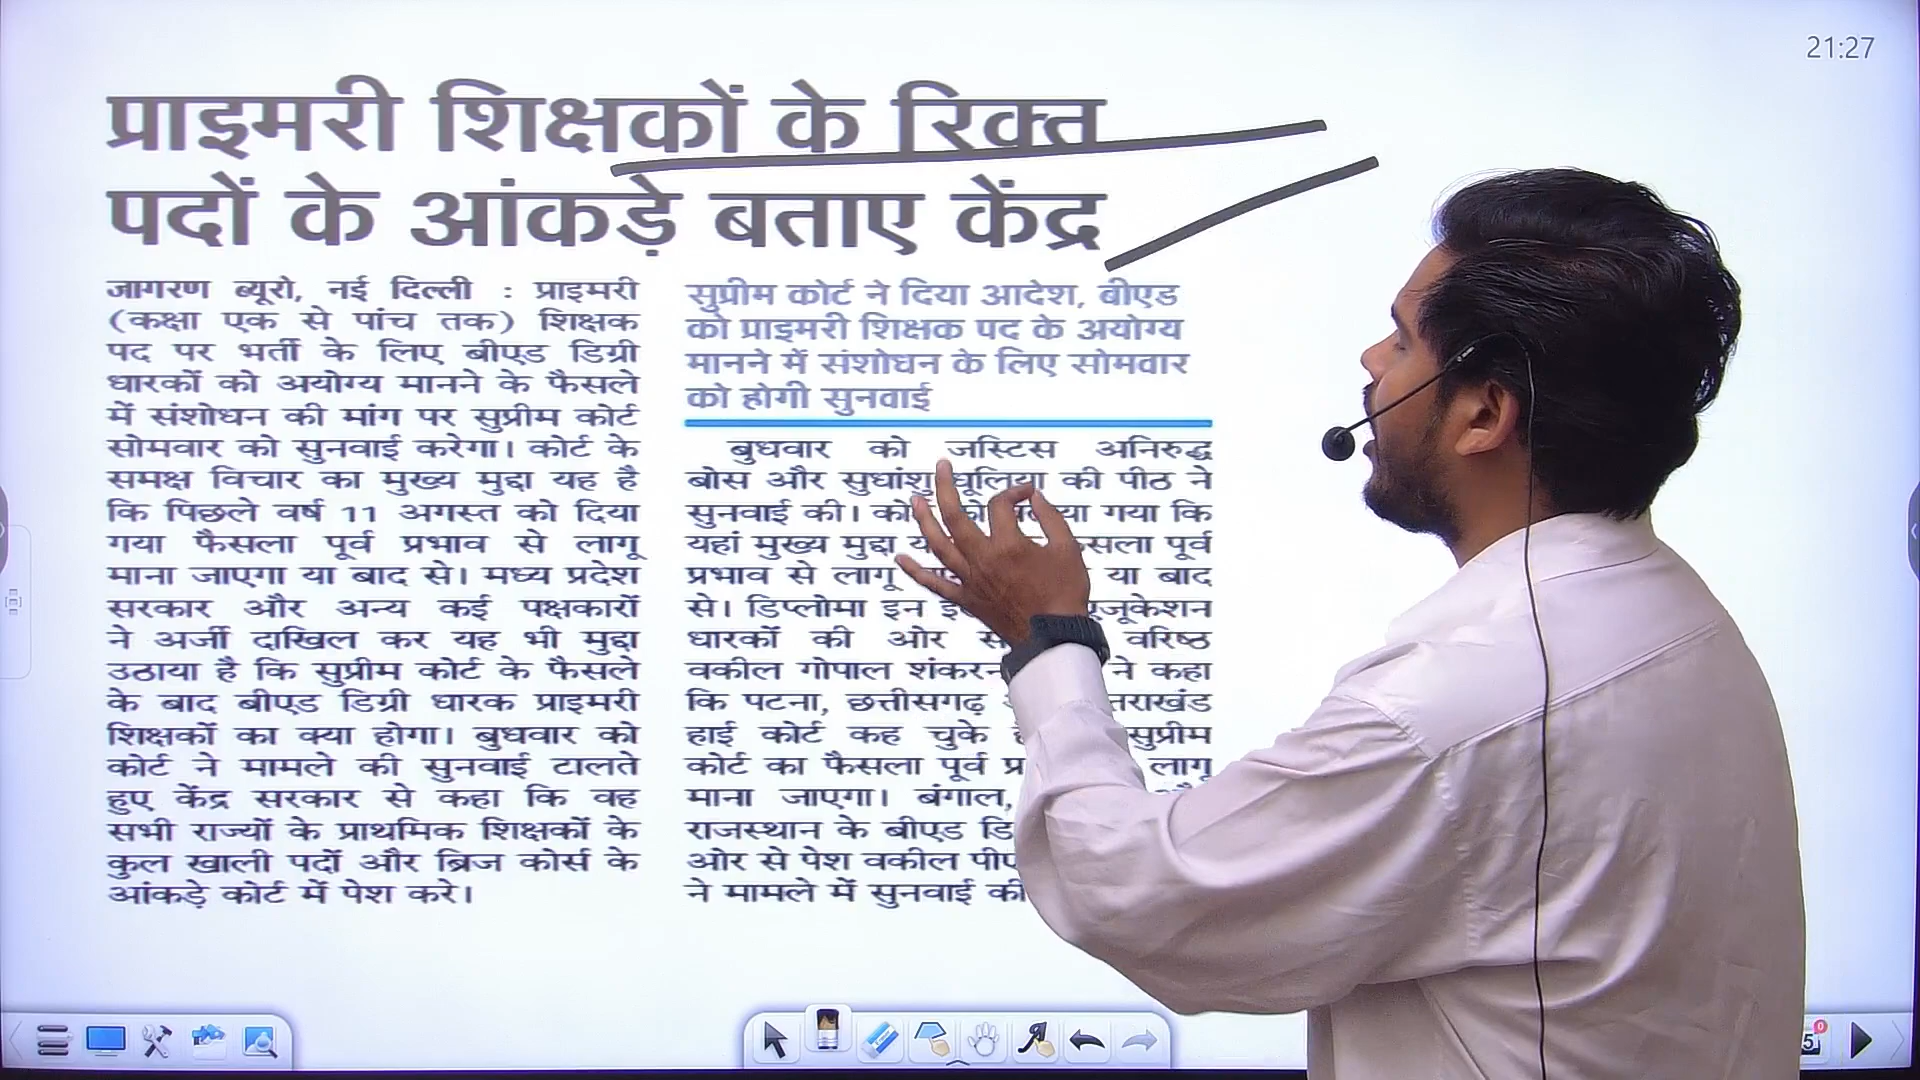 21:27
प्राइमरी शिक्षकों के रिक्त
पदों के आंकड़े बताए केंद्र
जागरण ब्यूरो, नई दिल्ली : प्राइमरी
(कक्षा एक से पांच तक) शिक्षक
पद पर भर्ती के लिए बीएड डिग्री
धारकों को अयोग्य मानने के फैसले
में संशोधन की मांग पर सुप्रीम कोर्ट
सोमवार को सुनवाई करेगा। कोर्ट के
समक्ष विचार का मुख्य मुद्दा यह है
कि पिछले वर्ष 11 अगस्त को दिया
गया फैसला पूर्व प्रभाव से लागू
माना जाएगा या बाद से। मध्य प्रदेश
सरकार और अन्य कई पक्षकारों
ने अर्जी दाखिल कर यह भी मुद्दा
उठाया है कि सुप्रीम कोर्ट के फैसले
के बाद बीएड डिग्री धारक प्राइमरी
शिक्षकों का क्या होगा। बुधवार को
कोर्ट ने मामले की सुनवाई टालते
हुए केंद्र सरकार से कहा कि वह
सभी राज्यों के प्राथमिक शिक्षकों के
कुल खाली पदों और ब्रिज कोर्स के
आंकड़े कोर्ट में पेश करे।
सुप्रीम कोर्ट ने दिया आदेश, बीएड
को प्राइमरी शिक्षक पद के अयोग्य
मानने में संशोधन के लिए सोमवार
को होगी सुनवाई
बुधवार को जस्टिस अनिरुद्ध
बोस और सुधांशु धूलिया की पीठ ने
सुनवाई की। गया कि
यहां मुख्य मुद्दा पूर्व
प्रभाव से लागू या बाद
से। डिप्लोमा इन
धारकों की ओर वरिष्ठ
वकील गोपाल ने कहा
कि पटना, छत्तीसगढ़
हाई कोर्ट कह चुके सुप्रीम
कोर्ट का फैसला पूर्व लागू
माना जाएगा। बंगाल,
राजस्थान के बीएड
ओर से पेश वकील
ने मामले में सुनवाई की